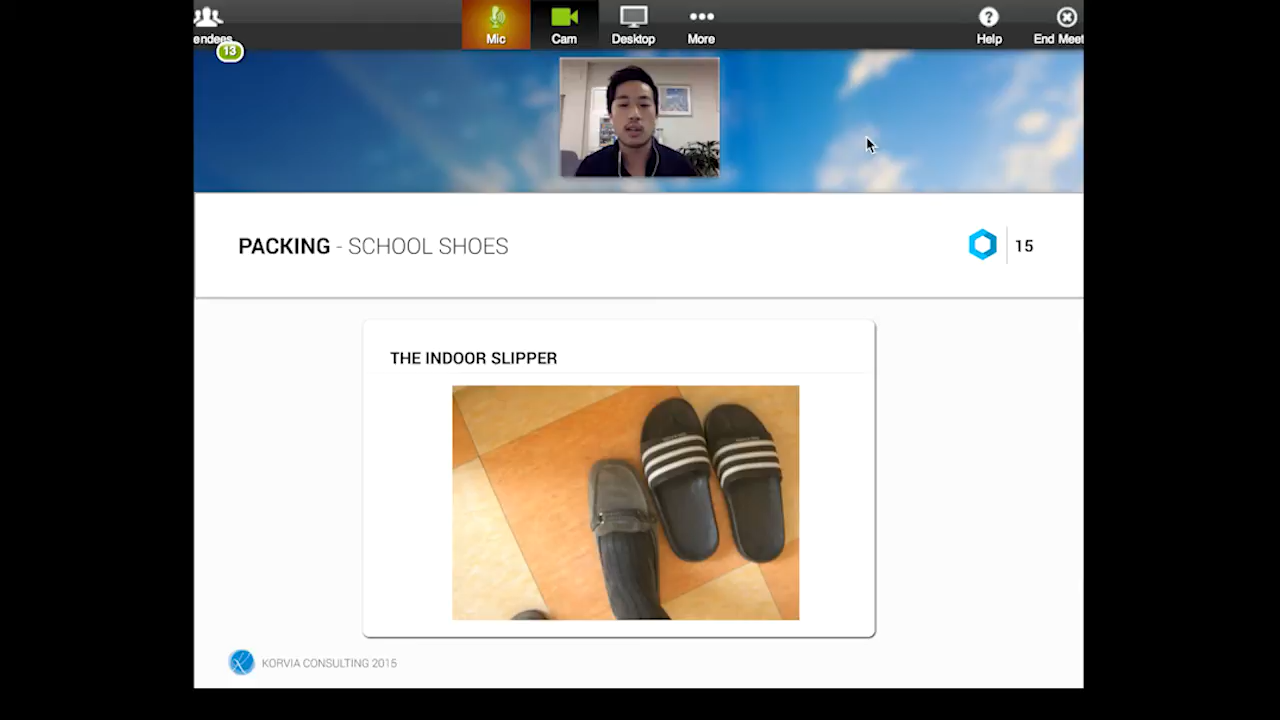 endees
13
Mic
Cam
Desktop
More
Help
End Meet
PACKING - SCHOOL SHOES
15
THE INDOOR SLIPPER
KORVIA CONSULTING 2015